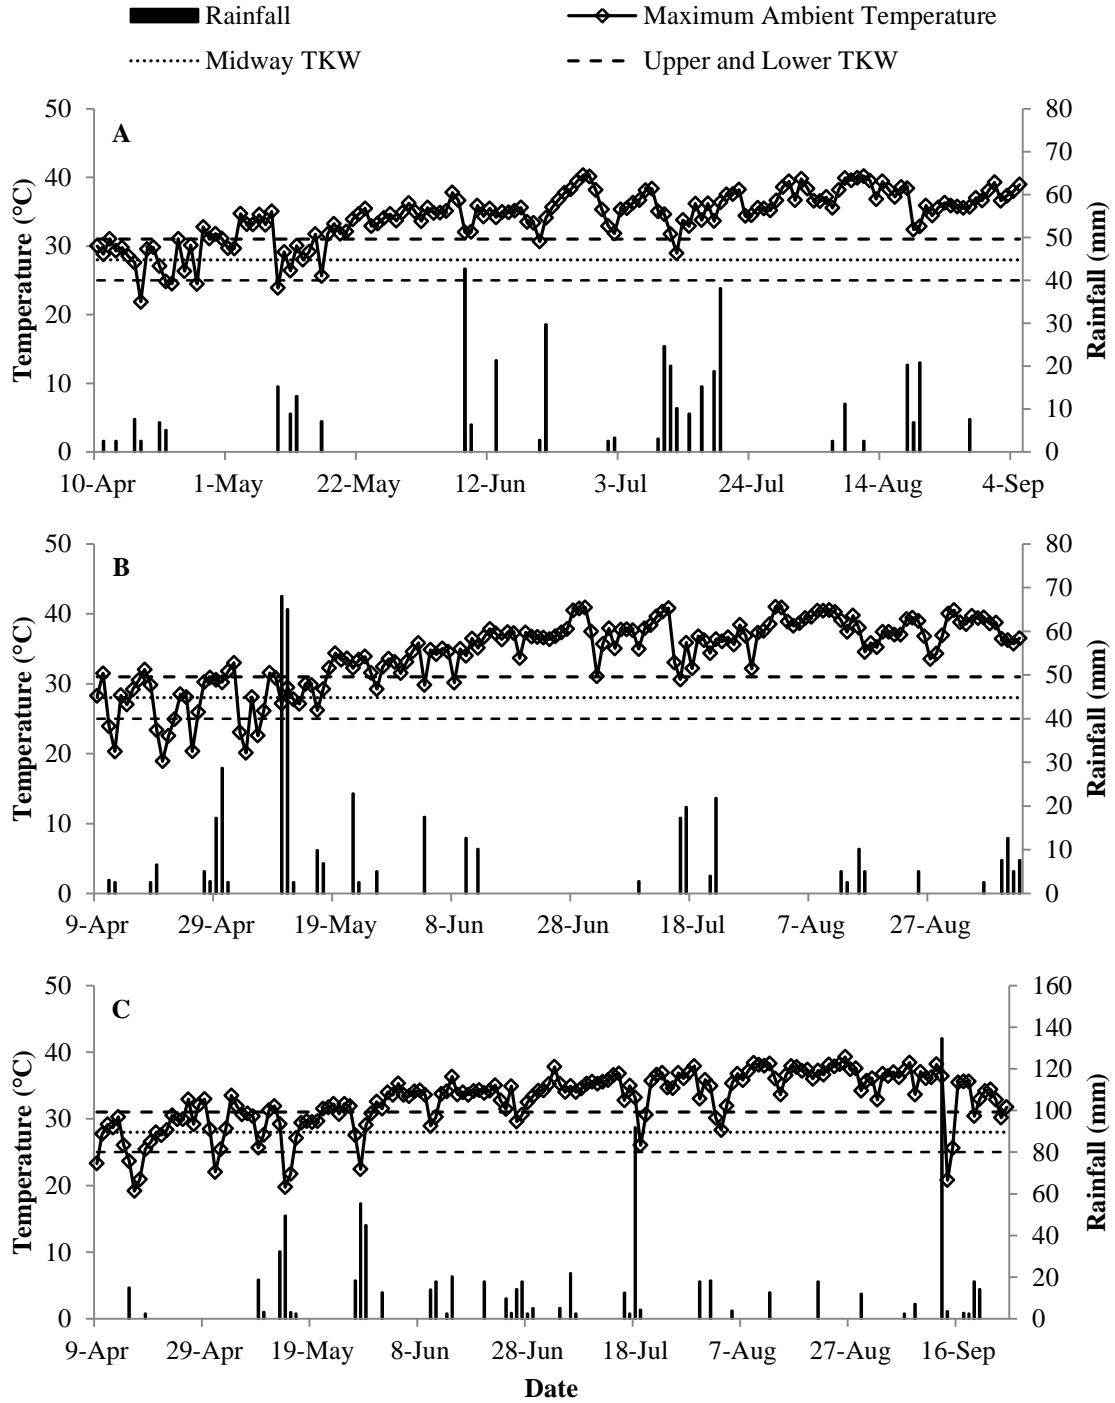 Rainfall Maximum Ambient Temperature
Midway TKW Upper and Lower TKW
A
50 40 30 20 10 0
Temperature (°C)
80 70 60 50 40 30 20 10 0
Rainfall (mm)
10-Apr 1-May 22-May 12-Jun 3-Jul 24-Jul 14-Aug 4-Sep
B
50 40 30 20 10 0
Temperature (°C)
80 70 60 50 40 30 20 10 0
Rainfall (mm)
9-Apr 29-Apr 19-May 8-Jun 28-Jun 18-Jul 7-Aug 27-Aug
C
50 40 30 20 10 0
Temperature (°C)
160 140 120 100 80 60 40 20 0
Rainfall (mm)
9-Apr 29-Apr 19-May 8-Jun 28-Jun 18-Jul 7-Aug 27-Aug 16-Sep
Date